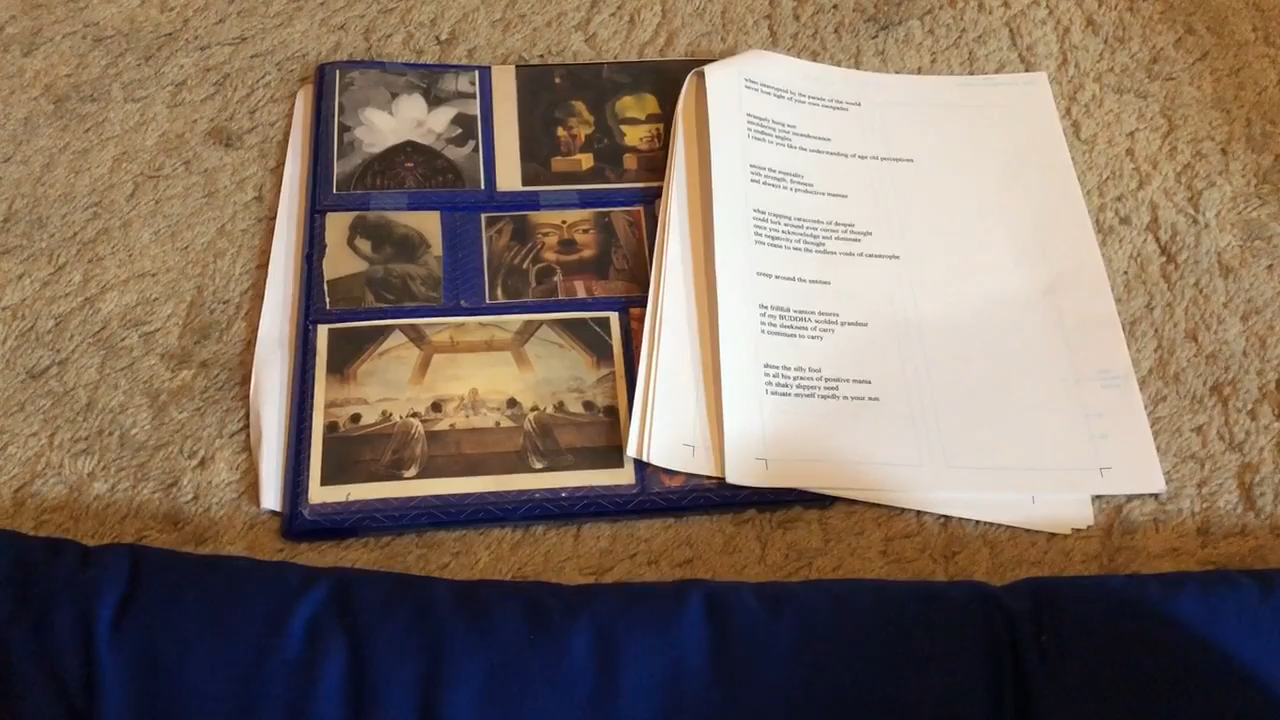 when interrupted by the parade of the world
never lose sight of your own escapades
uniquely hung sun
smoldering your incandescence
in endless angles
I reach to you like the understanding of age old perceptions
amuse the mentality
with strength, firmness
and always in a productive manner
what trapping catacombs of despair
could lurk around ever corner of thought
once you acknowledge and eliminate
the negativity of thought
you cease to see the endless voids of catastrophe
creep around the entities
the frillfull wanton desires
of my BUDDHA scolded grandeur
in the sleekness of carry
it continues to carry
shine the silly fool
in all his graces of positive mania
oh shaky slippery seed
I situate myself rapidly in your sun